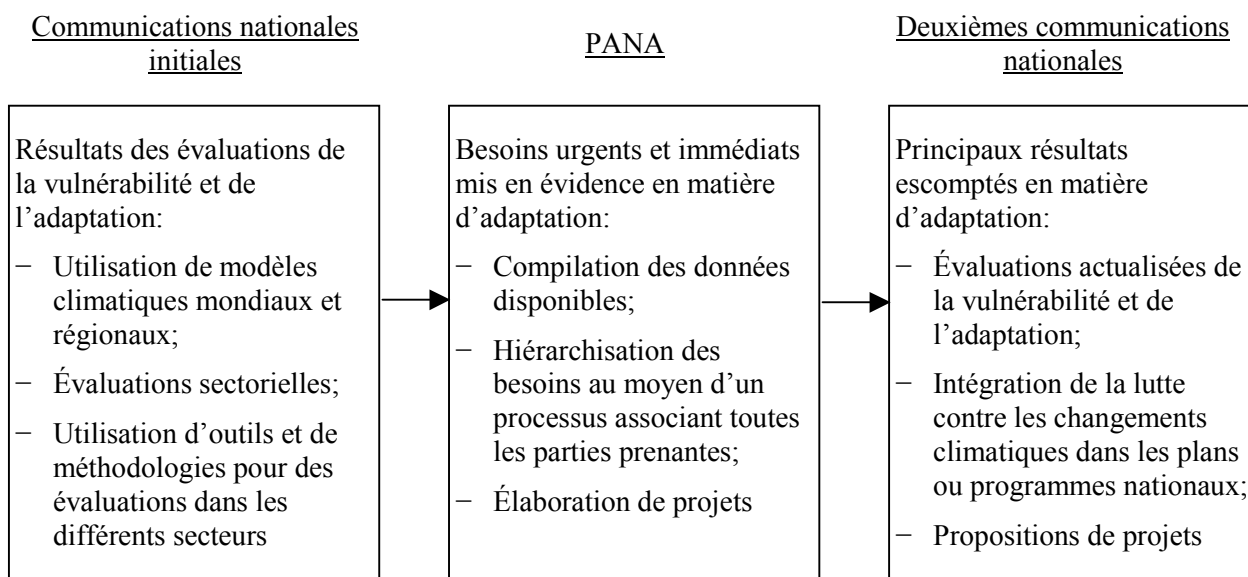 Communications nationales
initiales
Résultats des évaluations de
la vulnérabilité et de
l’adaptation:
− Utilisation de modèles
climatiques mondiaux et
régionaux;
− Évaluations sectorielles;
− Utilisation d’outils et de
méthodologies pour des
évaluations dans les
différents secteurs
PANA
Besoins urgents et immédiats
mis en évidence en matière
d’adaptation:
− Compilation des données
disponibles;
− Hiérarchisation des
besoins au moyen d’un
processus associant toutes
les parties prenantes;
− Élaboration de projets
Deuxièmes communications
nationales
Principaux résultats
escomptés en matière
d’adaptation:
− Évaluations actualisées de
la vulnérabilité et de
l’adaptation;
− Intégration de la lutte
contre les changements
climatiques dans les plans
ou programmes nationaux;
− Propositions de projets